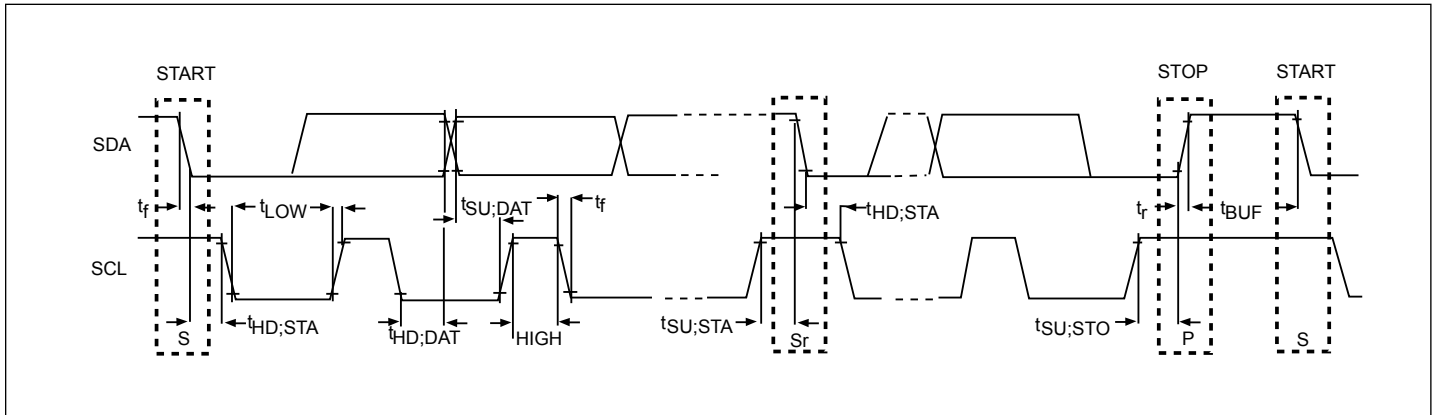 START STOP START
SDA
tf tLOW tSU;DAT tf tHD;STA tr tBUF
SCL
tHD;STA tHD;DAT HIGH tSU;STA tSU;STO
S Sr P S